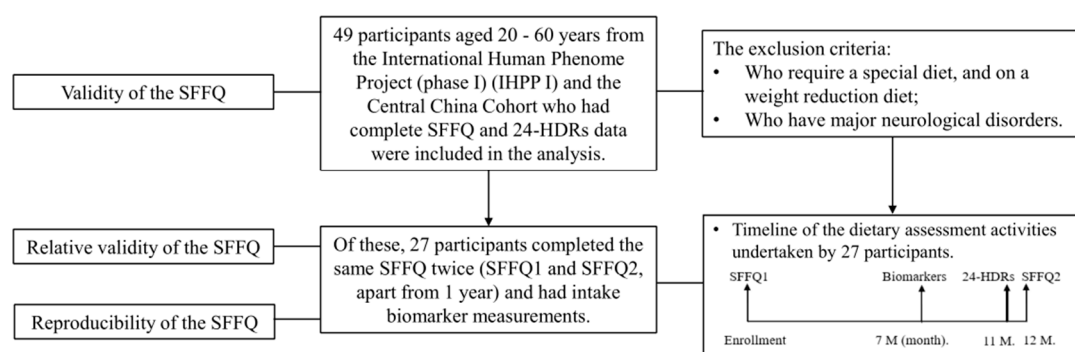 Validity of the SFFQ
49 participants aged 20 - 60 years from
the International Human Phenome
Project (phase I) (IHPP I) and the
Central China Cohort who had
complete SFFQ and 24-HDRs data
were included in the analysis.
The exclusion criteria:
• Who require a special diet, and on a
weight reduction diet;
• Who have major neurological disorders.
Relative validity of the SFFQ
Reproducibility of the SFFQ
Of these, 27 participants completed the
same SFFQ twice (SFFQ1 and SFFQ2,
apart from 1 year) and had intake
biomarker measurements.
• Timeline of the dietary assessment activities
undertaken by 27 participants.
SFFQ1 Biomarkers 24-HDRs SFFQ2
Enrollment 7 M (month). 11 M. 12 M.